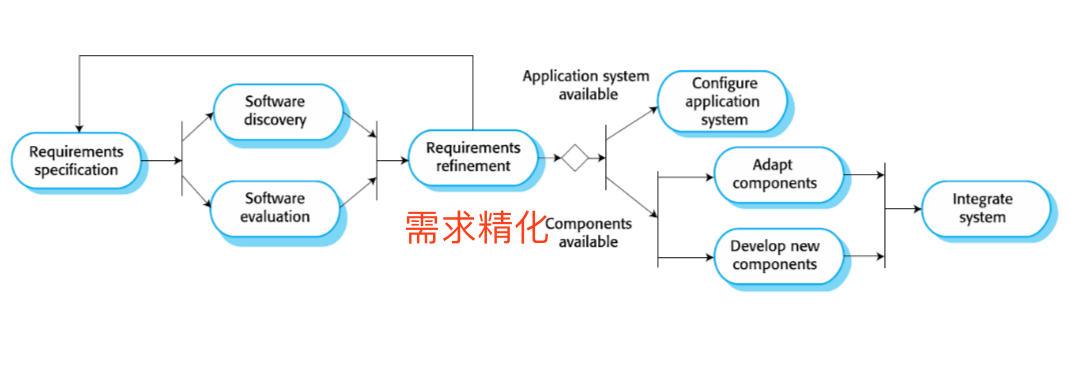 Requirements
specification
Software
discovery
Software
evaluation
Requirements
refinement
需求精化
Application system
available
Components
available
Configure
application
system
Adapt
components
Develop new
components
Integrate
system